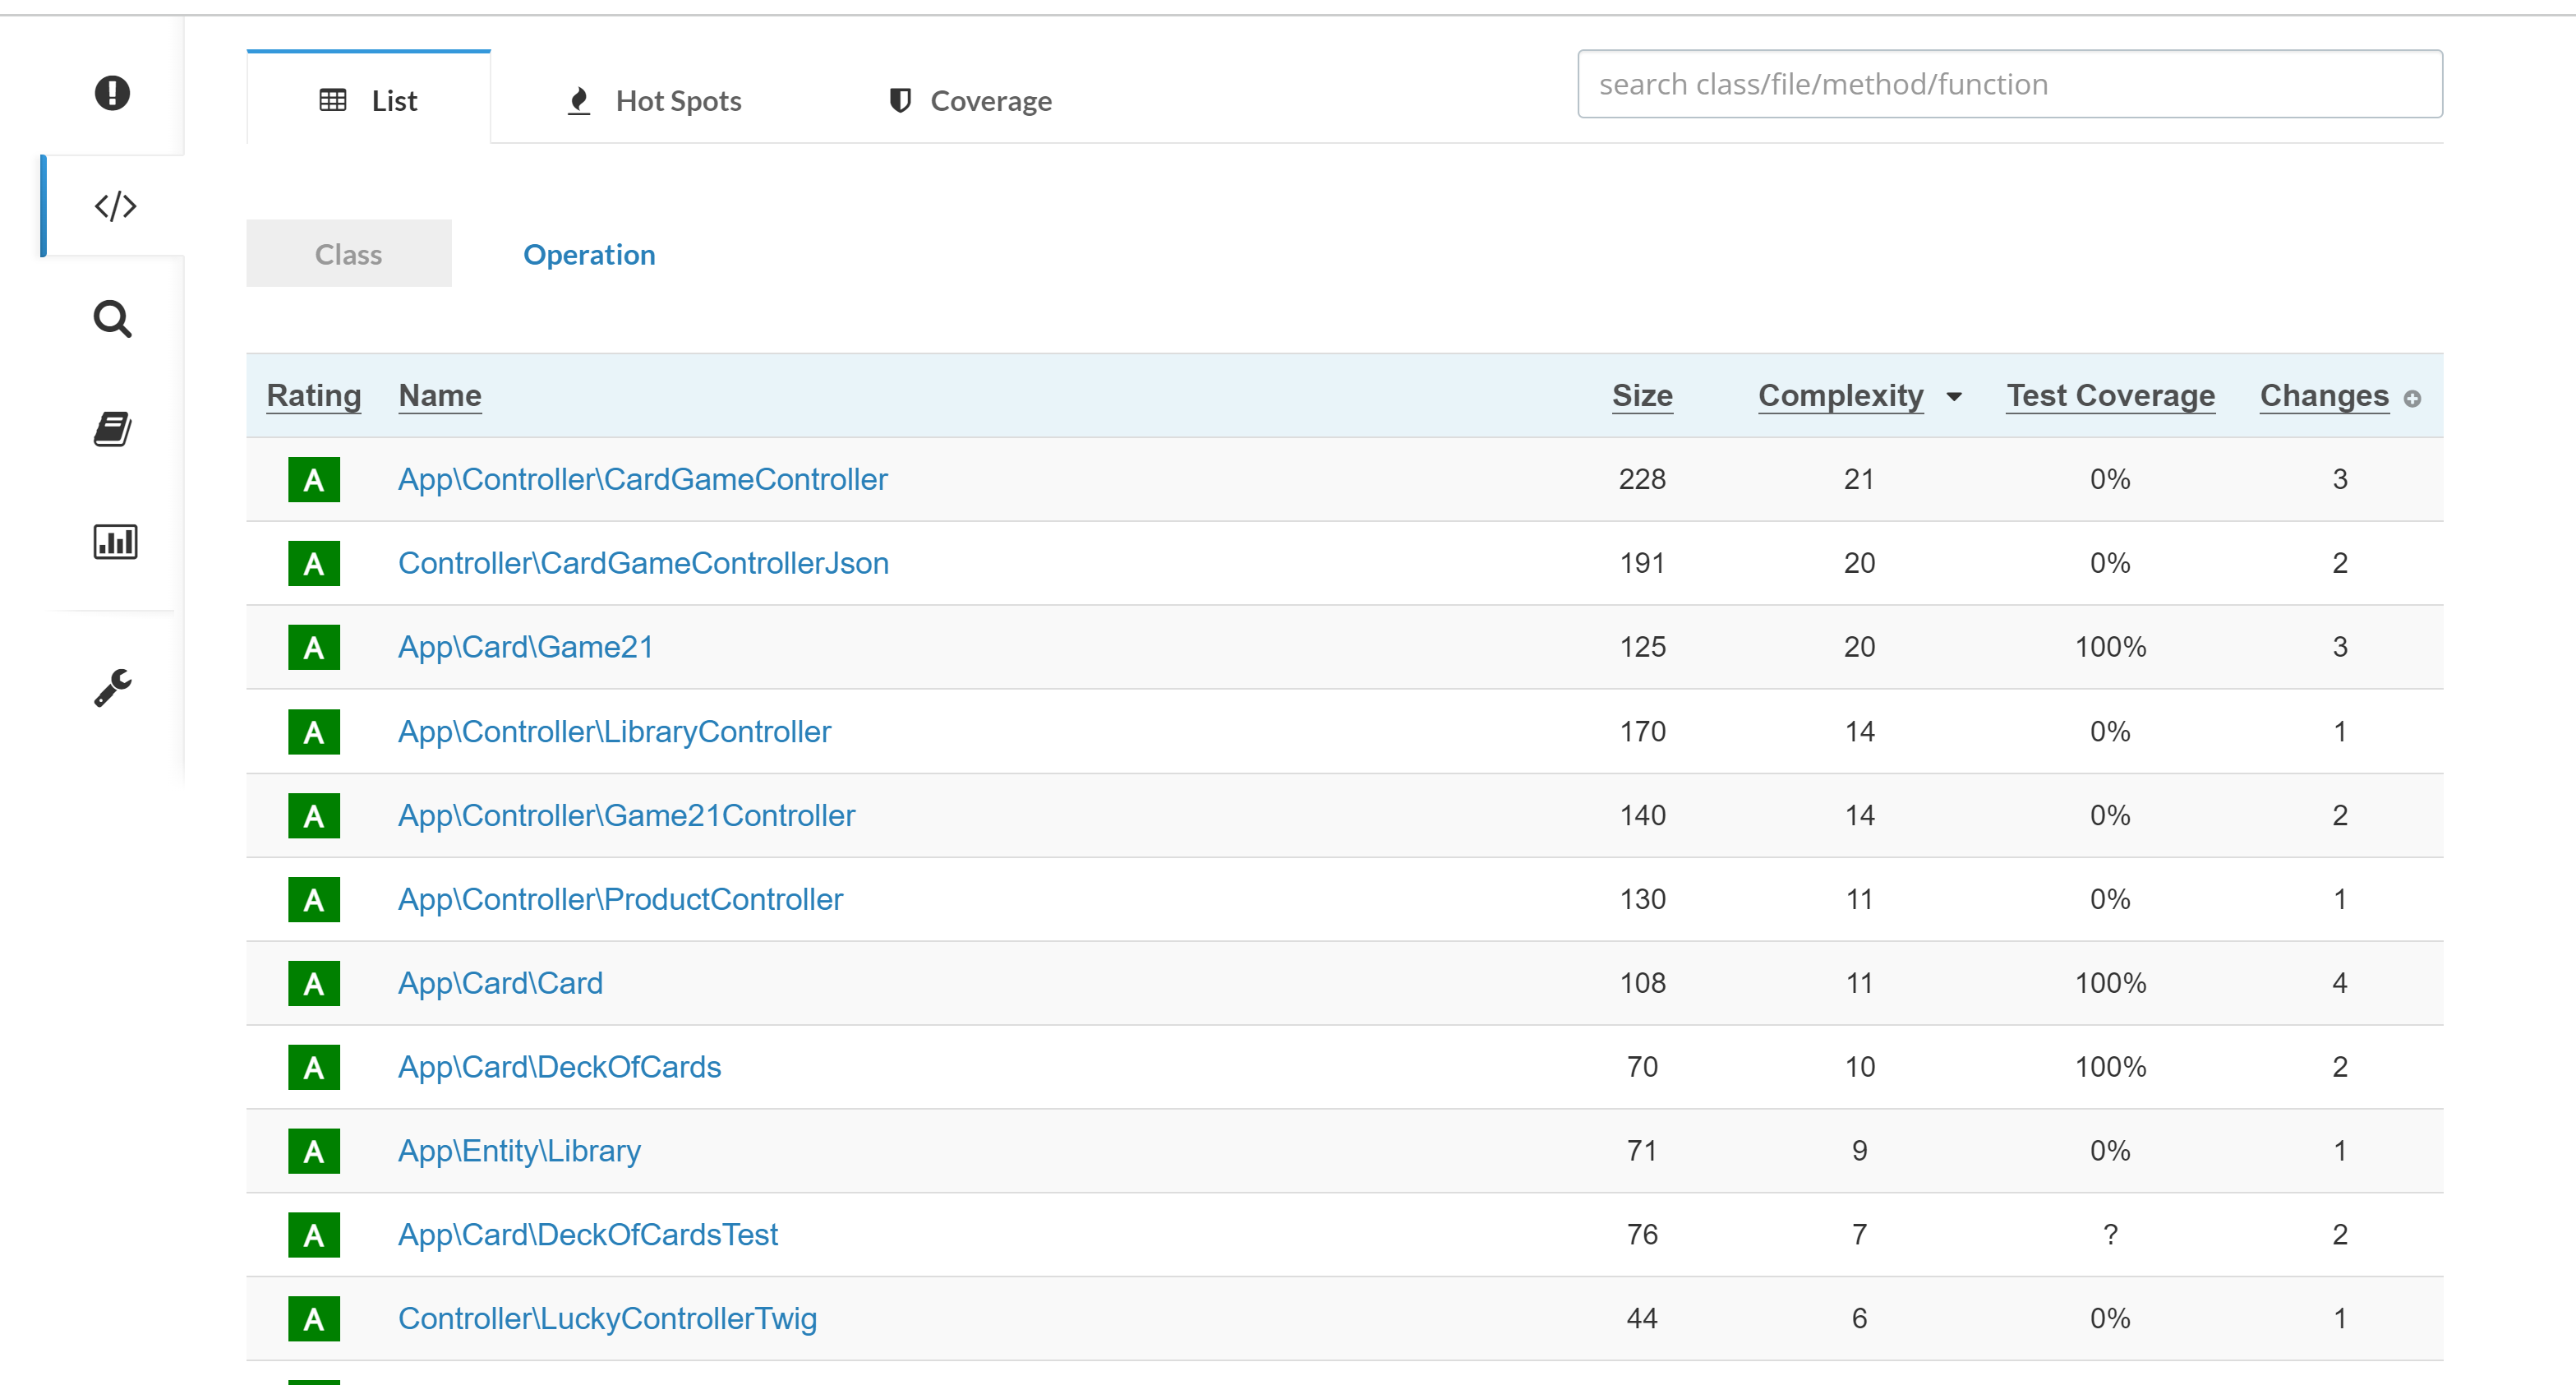 List Hot Spots Coverage search class/file/method/function
Class Operation
Rating Name Size Complexity Test Coverage Changes
A App\Controller\CardGameController 228 21 0% 3
A Controller\CardGameControllerJson 191 20 0% 2
A App\Card\Game21 125 20 100% 3
A App\Controller\LibraryController 170 14 0% 1
A App\Controller\Game21Controller 140 14 0% 2
A App\Controller\ProductController 130 11 0% 1
A App\Card\Card 108 11 100% 4
A App\Card\DeckOfCards 70 10 100% 2
A App\Entity\Library 71 9 0% 1
A App\Card\DeckOfCardsTest 76 7 ? 2
A Controller\LuckyControllerTwig 44 6 0% 1